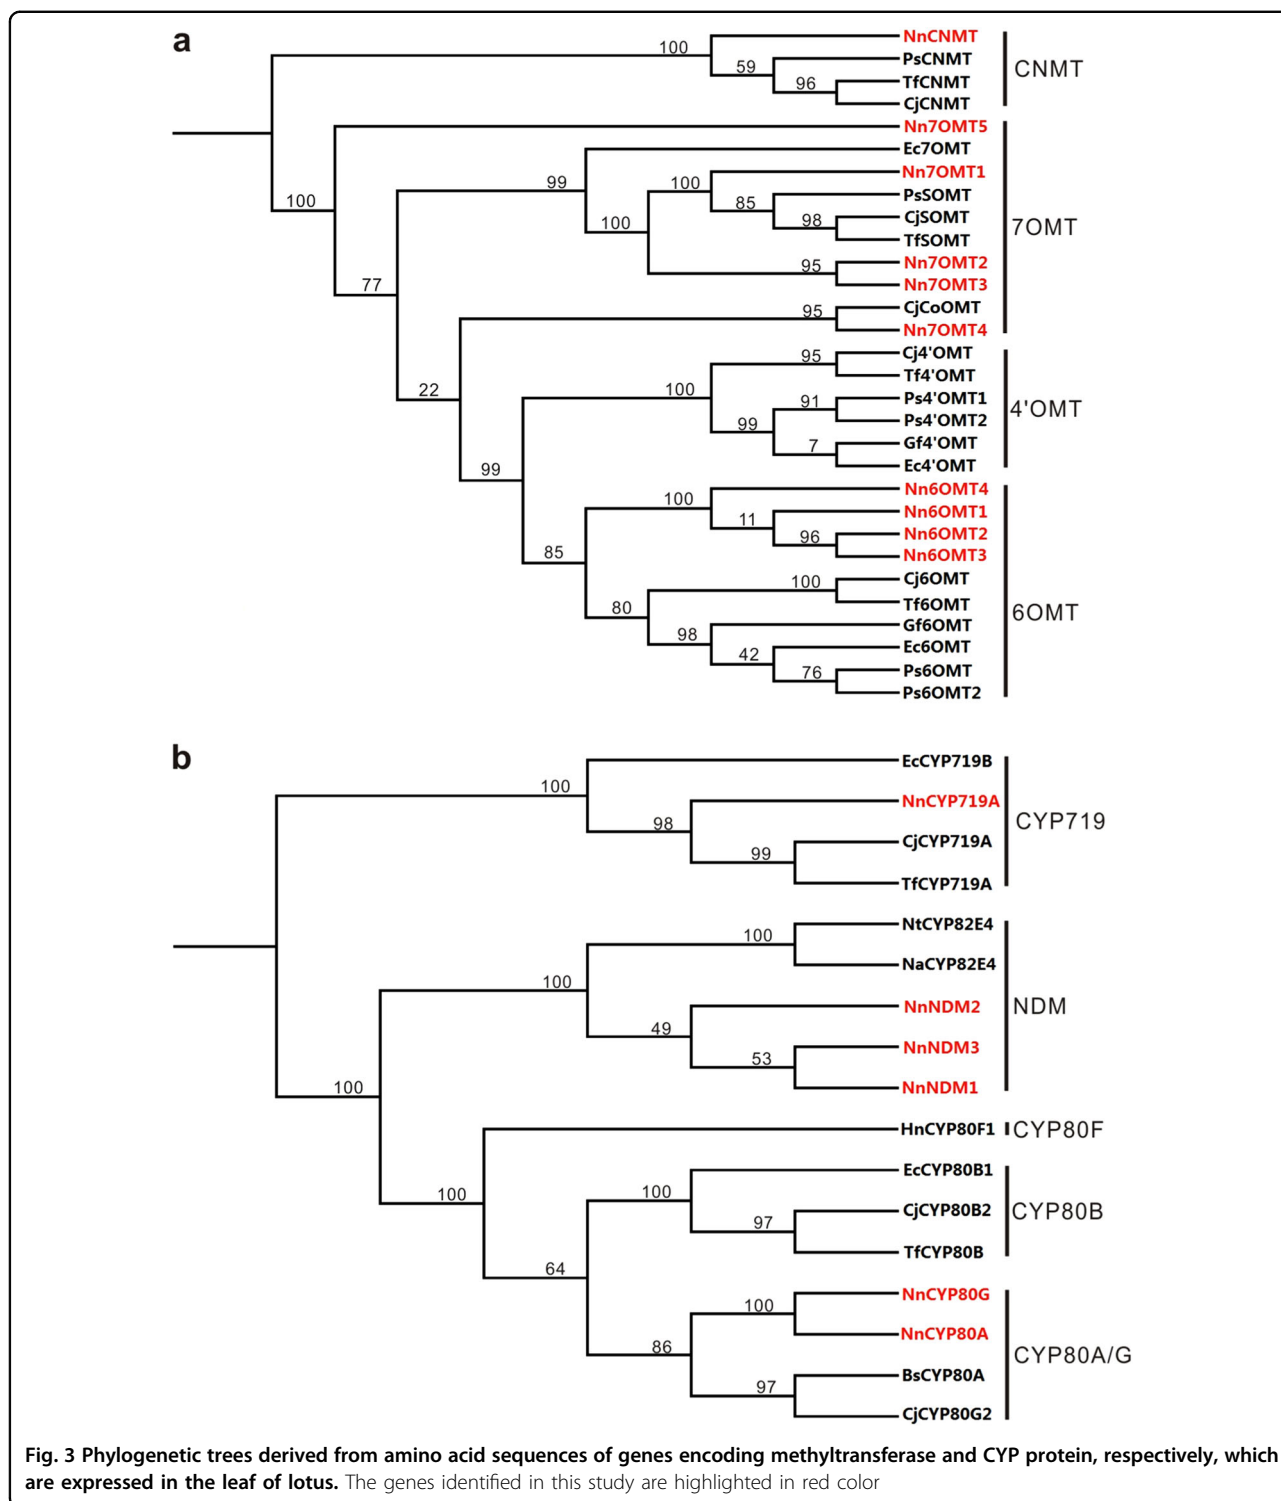 a
100
NnCNMT
59
PsCNMT
96
TfCNMT
CjCNMT
CNMT
100
Nn7OMT5
Ec7OMT
99
100
Nn7OMT1
85
PsSOMT
98
CjSOMT
100
TfSOMT
95
Nn7OMT2
Nn7OMT3
7OMT
77
95
CjCoOMT
Nn7OMT4
22
95
Cj4'OMT
Tf4'OMT
100
91
Ps4'OMT1
99
Ps4'OMT2
7
Gf4'OMT
Ec4'OMT
4'OMT
99
100
Nn6OMT4
11
Nn6OMT1
96
Nn6OMT2
Nn6OMT3
85
100
Cj6OMT
80
Tf6OMT
98
Gf6OMT
42
Ec6OMT
76
Ps6OMT
Ps6OMT2
6OMT
b
EcCYP719B
100
NnCYP719A
98
CjCYP719A
99
TfCYP719A
CYP719
NtCYP82E4
100
NaCYP82E4
100
NnNDM2
49
NnNDM3
53
NnNDM1
NDM
100
HnCYP80F1
CYP80F
100
EcCYP80B1
100
CjCYP80B2
97
TfCYP80B
CYP80B
64
NnCYP80G
100
NnCYP80A
86
BsCYP80A
97
CjCYP80G2
CYP80A/G
Fig. 3 Phylogenetic trees derived from amino acid sequences of genes encoding methyltransferase and CYP protein, respectively, which
are expressed in the leaf of lotus. The genes identified in this study are highlighted in red color